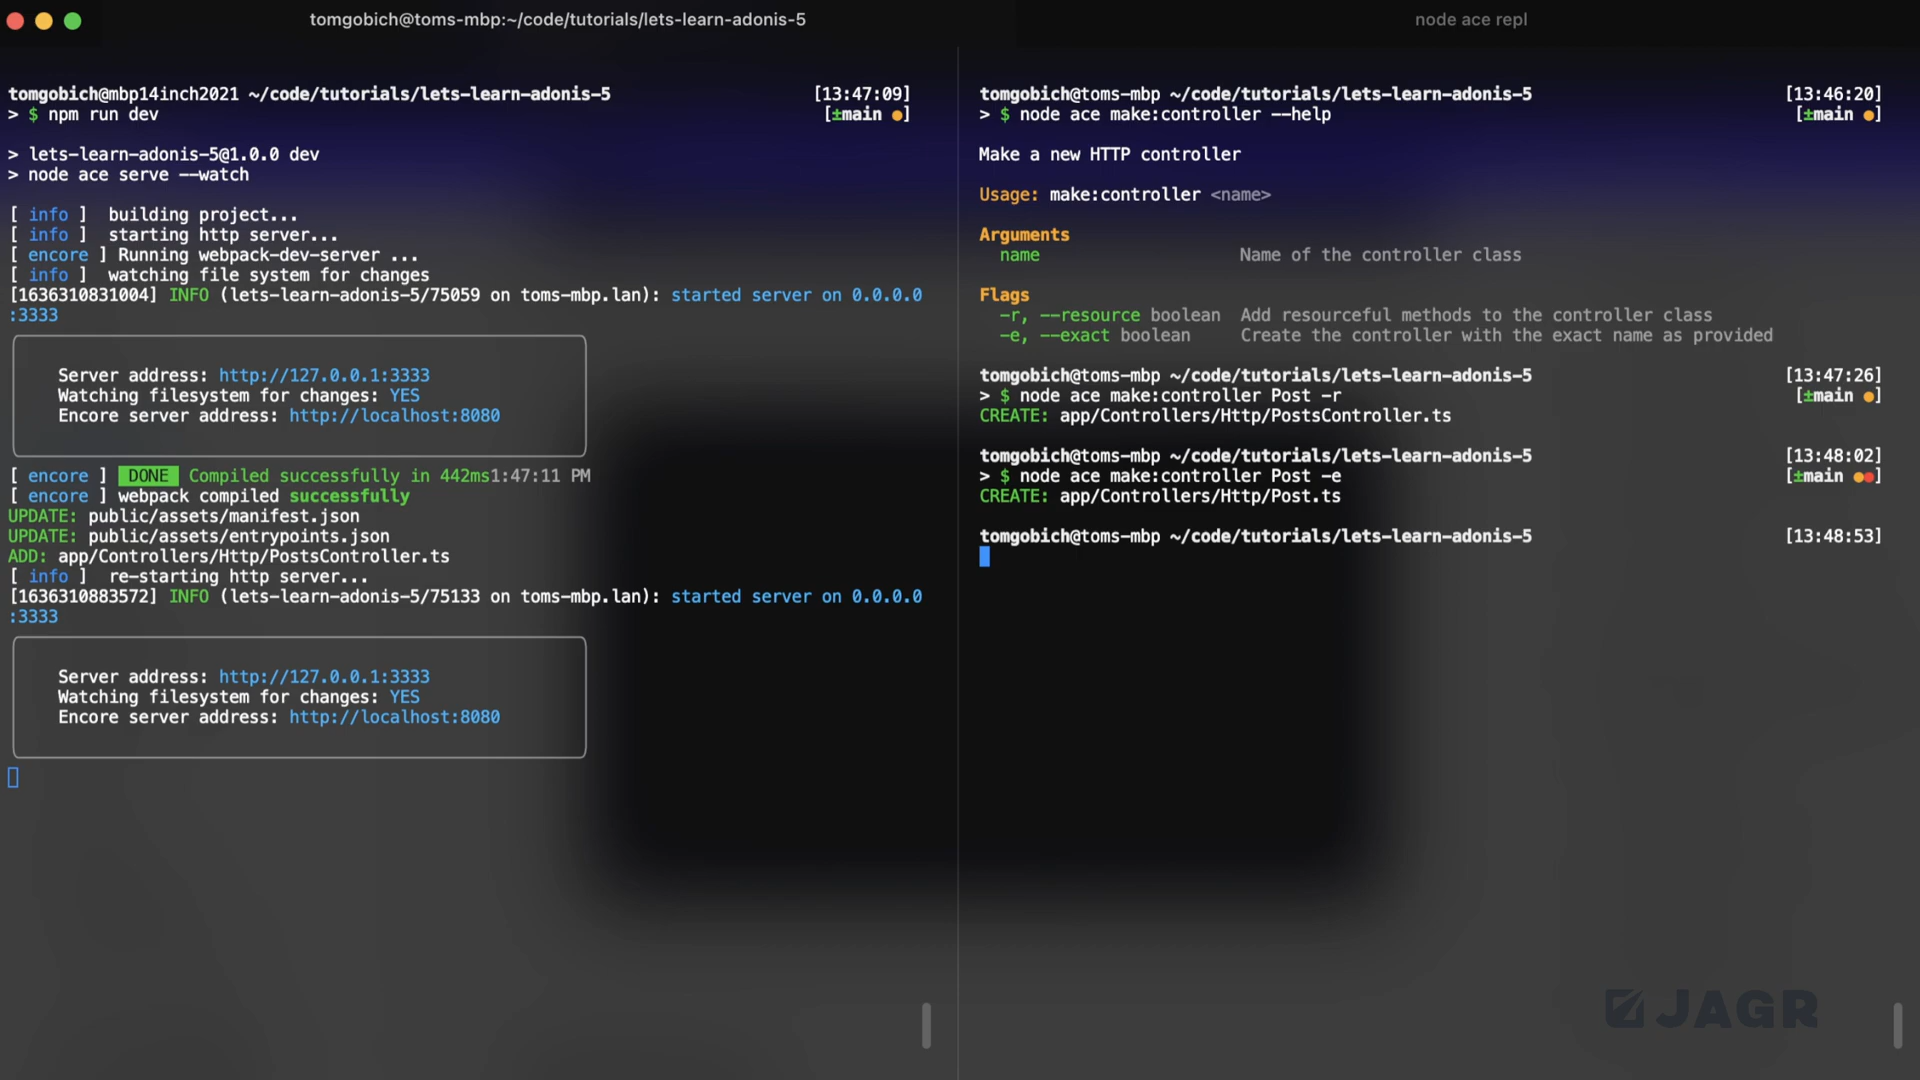 tomgobich@toms-mbp:~/code/tutorials/lets-learn-adonis-5
node ace repl
tomgobich@mbp14inch2021 ~/code/tutorials/lets-learn-adonis-5 [13:47:09]
> $ npm run dev [±main ●]
> lets-learn-adonis-5@1.0.0 dev
> node ace serve --watch
[ info ]  building project...
[ info ]  starting http server...
[ encore ] Running webpack-dev-server ...
[ info ]  watching file system for changes
[1636310831004] INFO (lets-learn-adonis-5/75059 on toms-mbp.lan): started server on 0.0.0.0
:3333
Server address: http://127.0.0.1:3333
Watching filesystem for changes: YES
Encore server address: http://localhost:8080
[ encore ] DONE Compiled successfully in 442ms1:47:11 PM
[ encore ] webpack compiled successfully
UPDATE: public/assets/manifest.json
UPDATE: public/assets/entrypoints.json
ADD: app/Controllers/Http/PostsController.ts
[ info ]  re-starting http server...
[1636310883572] INFO (lets-learn-adonis-5/75133 on toms-mbp.lan): started server on 0.0.0.0
:3333
Server address: http://127.0.0.1:3333
Watching filesystem for changes: YES
Encore server address: http://localhost:8080
tomgobich@toms-mbp ~/code/tutorials/lets-learn-adonis-5 [13:46:20]
> $ node ace make:controller --help [±main ●]
Make a new HTTP controller
Usage: make:controller <name>
Arguments
name Name of the controller class
Flags
-r, --resource boolean Add resourceful methods to the controller class
-e, --exact boolean Create the controller with the exact name as provided
tomgobich@toms-mbp ~/code/tutorials/lets-learn-adonis-5 [13:47:26]
> $ node ace make:controller Post -r [±main ●]
CREATE: app/Controllers/Http/PostsController.ts
tomgobich@toms-mbp ~/code/tutorials/lets-learn-adonis-5 [13:48:02]
> $ node ace make:controller Post -e [±main ●●]
CREATE: app/Controllers/Http/Post.ts
tomgobich@toms-mbp ~/code/tutorials/lets-learn-adonis-5 [13:48:53]
JAGR